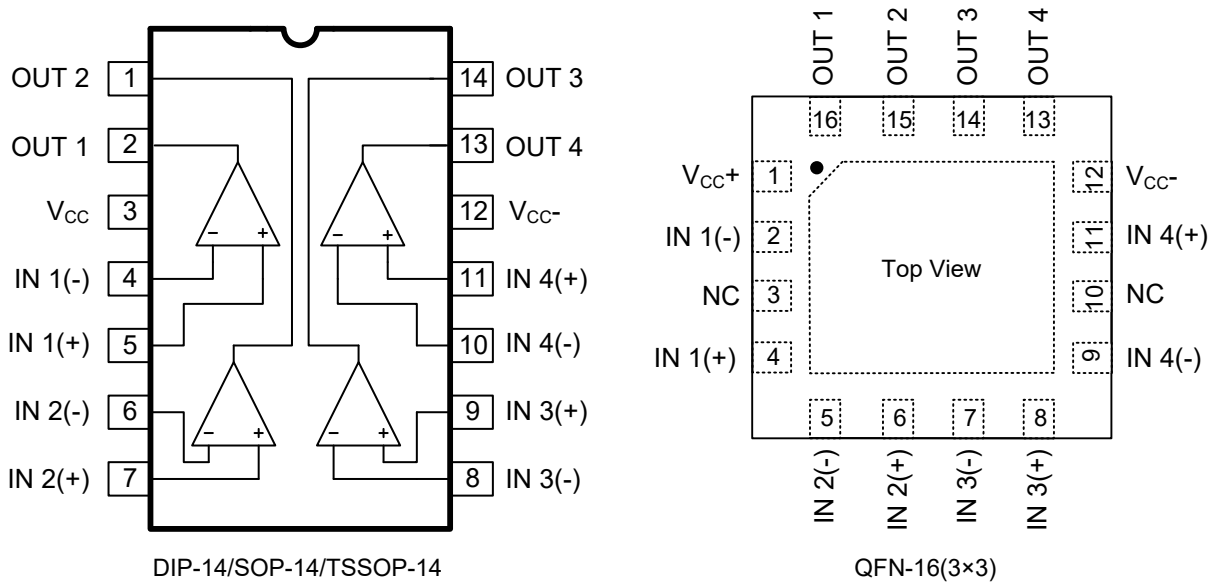 OUT 2 1 14 OUT 3
OUT 1 2 13 OUT 4
VCC 3 12 VCC-
IN 1(-) 4 11 IN 4(+)
IN 1(+) 5 10 IN 4(-)
IN 2(-) 6 9 IN 3(+)
IN 2(+) 7 8 IN 3(-)
- +
- +
- +
- +
DIP-14/SOP-14/TSSOP-14
OUT 1 OUT 2 OUT 3 OUT 4
16 15 14 13
VCC+ 1 12 VCC-
IN 1(-) 2 11 IN 4(+)
Top View
NC 3 10 NC
IN 1(+) 4 9 IN 4(-)
5 6 7 8
IN 2(-) IN 2(+) IN 3(-) IN 3(+)
QFN-16(3×3)